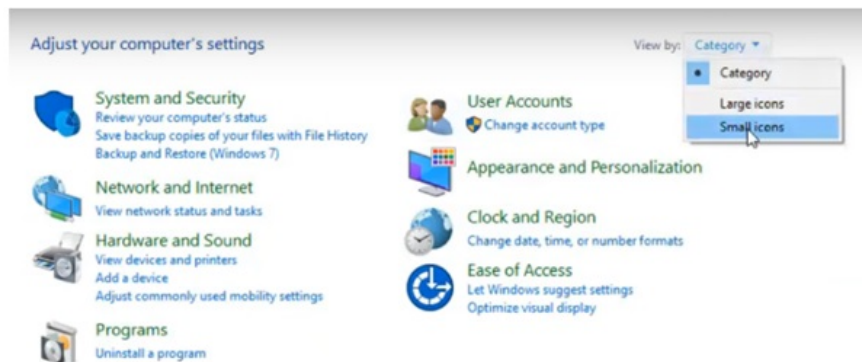 Adjust your computer's settings
View by: Category
Category
Large icons
Small icons
System and Security
Review your computer's status
Save backup copies of your files with File History
Backup and Restore (Windows 7)
Network and Internet
View network status and tasks
Hardware and Sound
View devices and printers
Add a device
Adjust commonly used mobility settings
Programs
Uninstall a program
User Accounts
Change account type
Appearance and Personalization
Clock and Region
Change date, time, or number formats
Ease of Access
Let Windows suggest settings
Optimize visual display